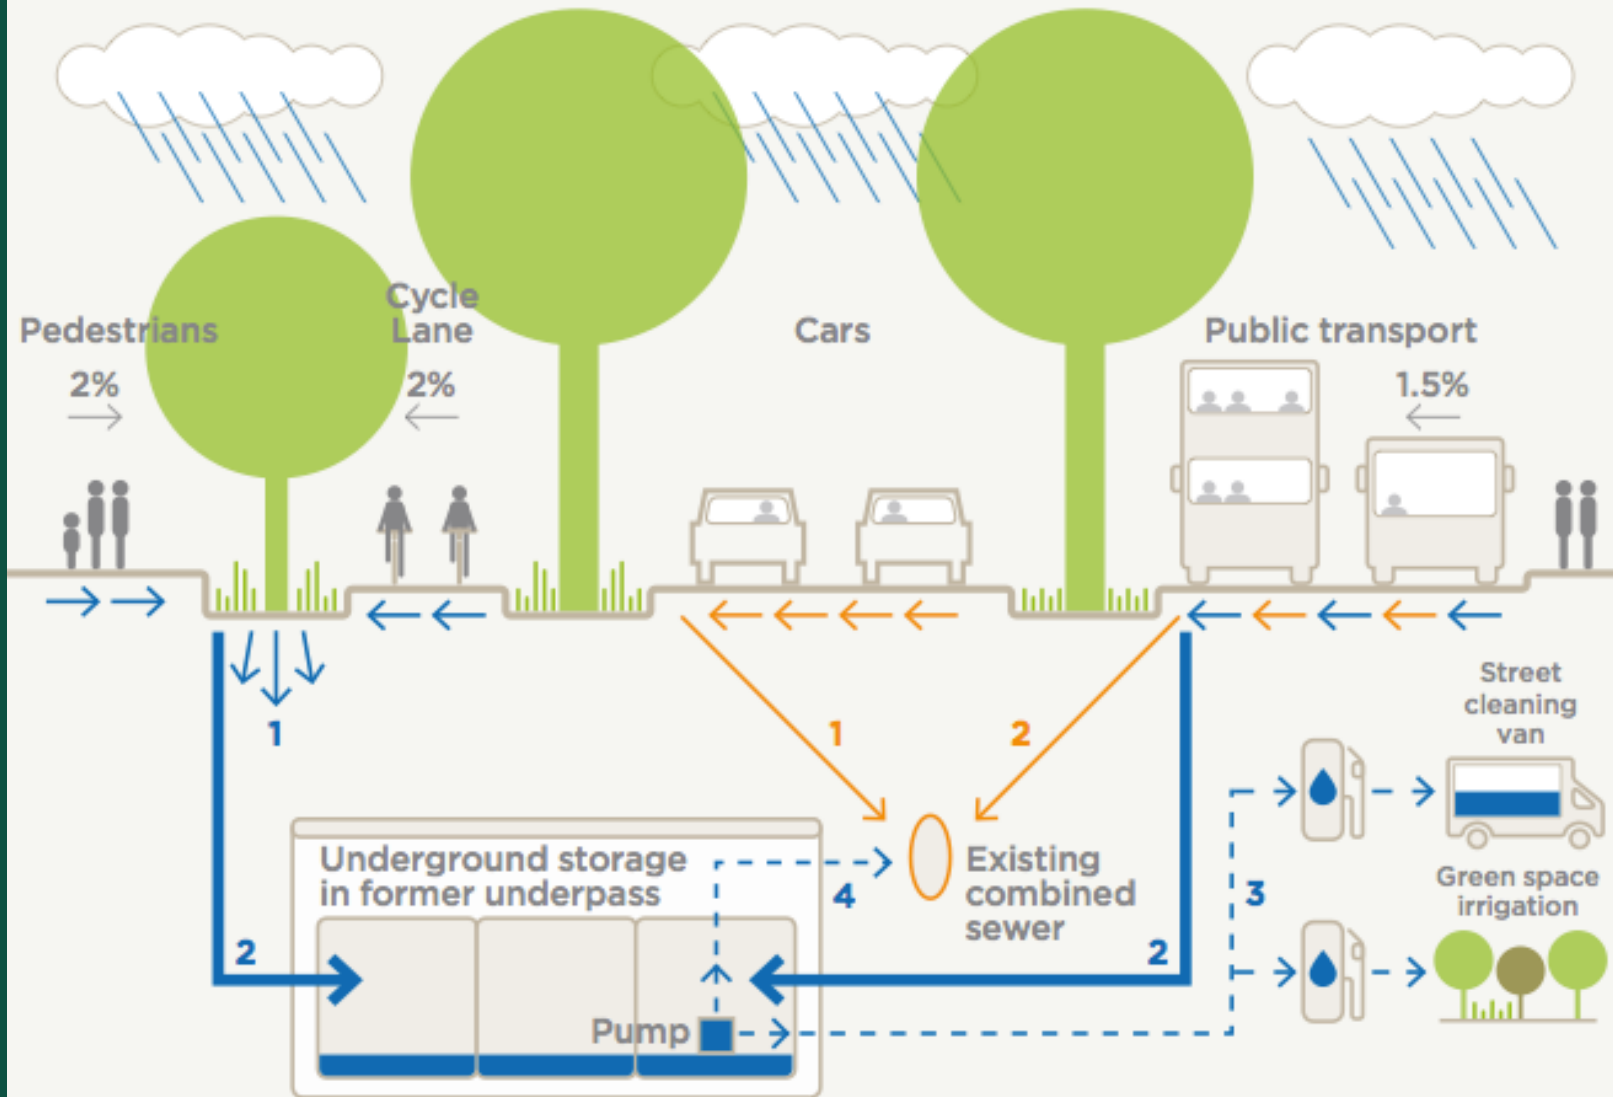 Pedestrians
2%
Cycle
Lane
2%
Cars
Public transport
1.5%
1
2
1
2
2
Underground storage
in former underpass
Pump
4
Existing
combined
sewer
3
Street
cleaning
van
Green space
irrigation